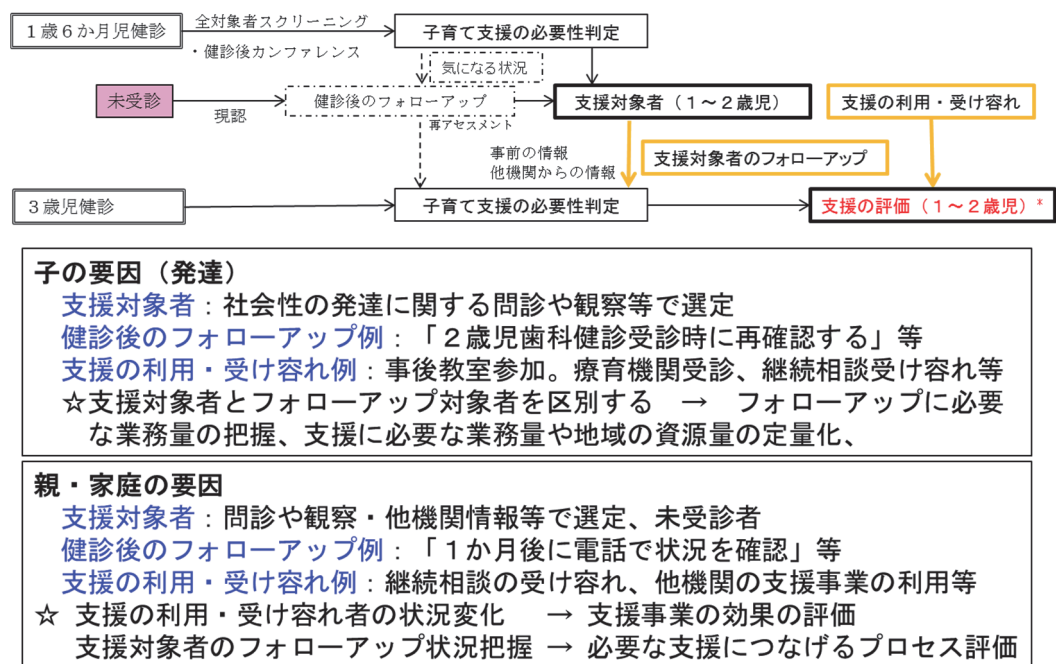 １歳６か月児健診
全対象者スクリーニング
・健診後カンファレンス
子育て支援の必要性判定
気になる状況
未受診
現認
健診後のフォローアップ
再アセスメント
支援対象者（１～２歳児）
支援の利用・受け容れ
事前の情報
他機関からの情報
支援対象者のフォローアップ
３歳児健診
子育て支援の必要性判定
支援の評価（１～２歳児）*
子の要因（発達）
支援対象者：社会性の発達に関する問診や観察等で選定
健診後のフォローアップ例：「２歳児歯科健診受診時に再確認する」等
支援の利用・受け容れ例：事後教室参加。療育機関受診、継続相談受け容れ等
☆支援対象者とフォローアップ対象者を区別する　→　フォローアップに必要
な業務量の把握、支援に必要な業務量や地域の資源量の定量化、
親・家庭の要因
支援対象者：問診や観察・他機関情報等で選定、未受診者
健診後のフォローアップ例：「１か月後に電話で状況を確認」等
支援の利用・受け容れ例：継続相談の受け容れ、他機関の支援事業の利用等
☆ 支援の利用・受け容れ者の状況変化　→ 支援事業の効果の評価
支援対象者のフォローアップ状況把握 → 必要な支援につなげるプロセス評価